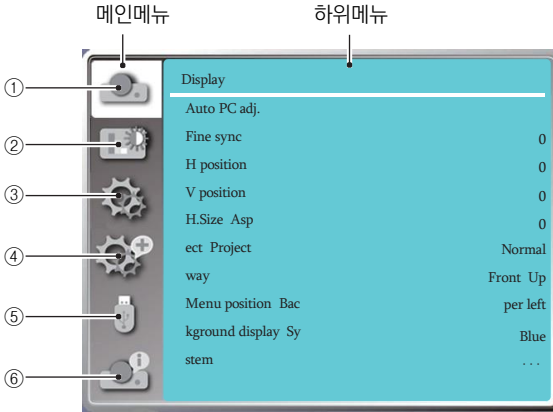 메인메뉴 하위메뉴
①
②
③
④
⑤
⑥
Display
Auto PC adj.
Fine sync 0
H position 0
V position 0
H.Size Asp 0
ect Project Normal
way Front Up
Menu position Bac per left
kground display Sy Blue
stem ...